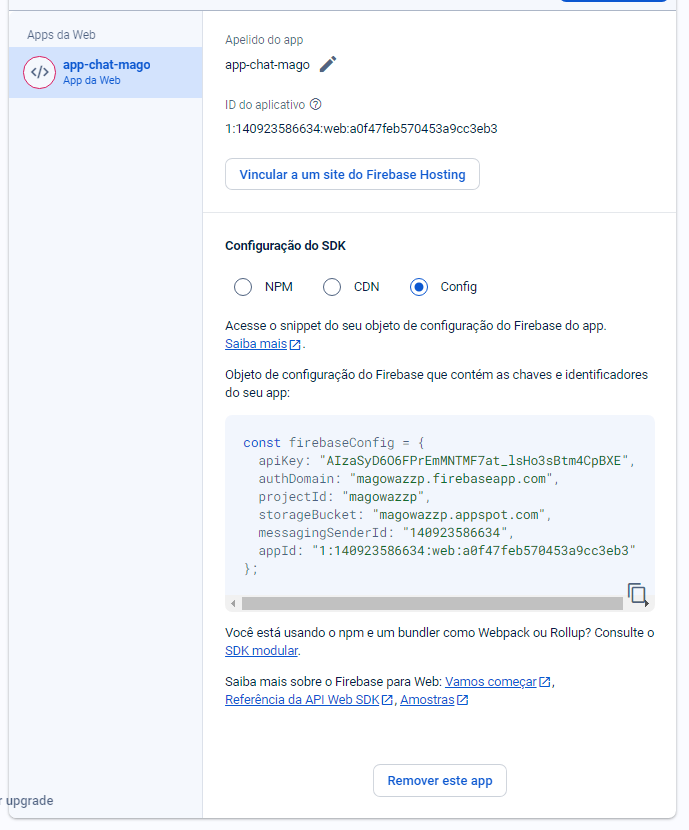 Apps da Web
app-chat-mago
App da Web
Apelido do app
app-chat-mago
ID do aplicativo
1:140923586634:web:a0f47feb570453a9cc3eb3
Vincular a um site do Firebase Hosting
Configuração do SDK
NPM CDN Config
Acesse o snippet do seu objeto de configuração do Firebase do app.
Saiba mais.
Objeto de configuração do Firebase que contém as chaves e identificadores
do seu app:
const firebaseConfig = {
apiKey: "AIzaSyD6O6FPrEmMNTMF7at_lsHo3sBtm4CpBXE",
authDomain: "magowazzp.firebaseapp.com",
projectId: "magowazzp",
storageBucket: "magowazzp.appspot.com",
messagingSenderId: "140923586634",
appId: "1:140923586634:web:a0f47feb570453a9cc3eb3"
};
Você está usando o npm e um bundler como Webpack ou Rollup? Consulte o
SDK modular.
Saiba mais sobre o Firebase para Web: Vamos começar,
Referência da API Web SDK, Amostras
Remover este app
r upgrade